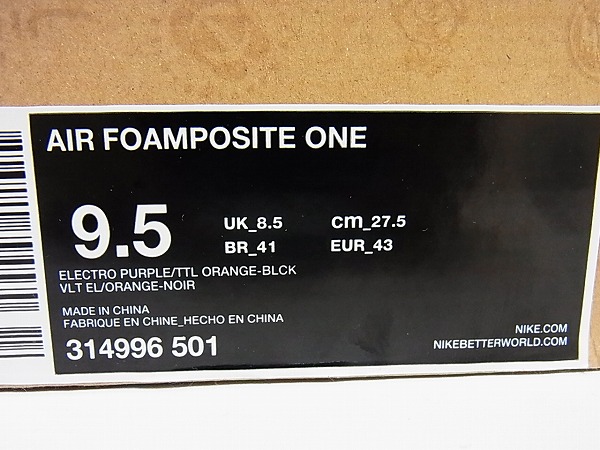 AIR FOAMPOSITE ONE
9.5 UK_8.5 cm_27.5
BR_41 EUR_43
ELECTRO PURPLE/TTL ORANGE-BLCK
VLT EL/ORANGE-NOIR
MADE IN CHINA
FABRIQUE EN CHINE_HECHO EN CHINA
314996 501
NIKE.COM
NIKEBETTERWORLD.COM